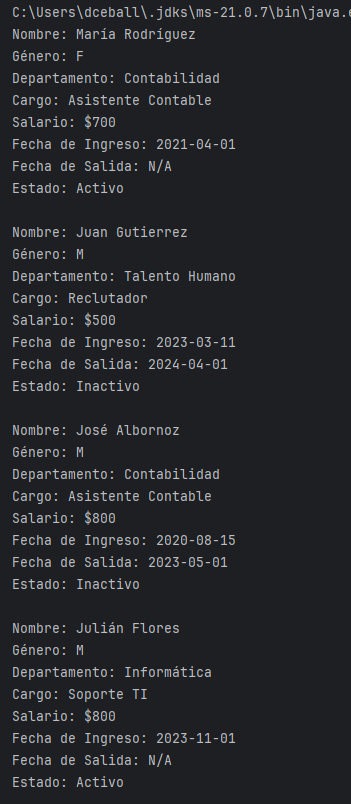 C:\Users\dceball\.jdks\ms-21.0.7\bin\java.e
Nombre: María Rodríguez
Género: F
Departamento: Contabilidad
Cargo: Asistente Contable
Salario: $700
Fecha de Ingreso: 2021-04-01
Fecha de Salida: N/A
Estado: Activo
Nombre: Juan Gutierrez
Género: M
Departamento: Talento Humano
Cargo: Reclutador
Salario: $500
Fecha de Ingreso: 2023-03-11
Fecha de Salida: 2024-04-01
Estado: Inactivo
Nombre: José Albornoz
Género: M
Departamento: Contabilidad
Cargo: Asistente Contable
Salario: $800
Fecha de Ingreso: 2020-08-15
Fecha de Salida: 2023-05-01
Estado: Inactivo
Nombre: Julián Flores
Género: M
Departamento: Informática
Cargo: Soporte TI
Salario: $800
Fecha de Ingreso: 2023-11-01
Fecha de Salida: N/A
Estado: Activo